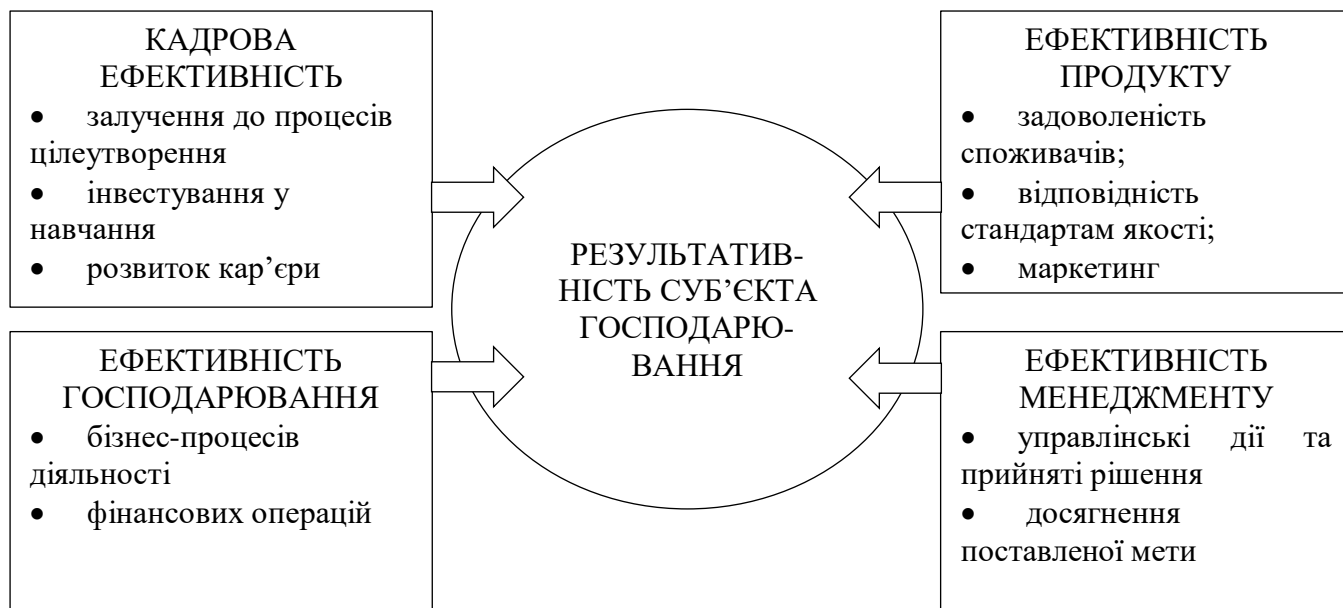 КАДРОВА
ЕФЕКТИВНІСТЬ
• залучення до процесів
цілеутворення
• інвестування у
навчання
• розвиток кар’єри
ЕФЕКТИВНІСТЬ
ПРОДУКТУ
• задоволеність
споживачів;
• відповідність
стандартам якості;
• маркетинг
РЕЗУЛЬТАТИВ-
НІСТЬ СУБ’ЄКТА
ГОСПОДАРЮ-
ВАННЯ
ЕФЕКТИВНІСТЬ
ГОСПОДАРЮВАННЯ
• бізнес-процесів
діяльності
• фінансових операцій
ЕФЕКТИВНІСТЬ
МЕНЕДЖМЕНТУ
• управлінські дії та
прийняті рішення
• досягнення
поставленої мети